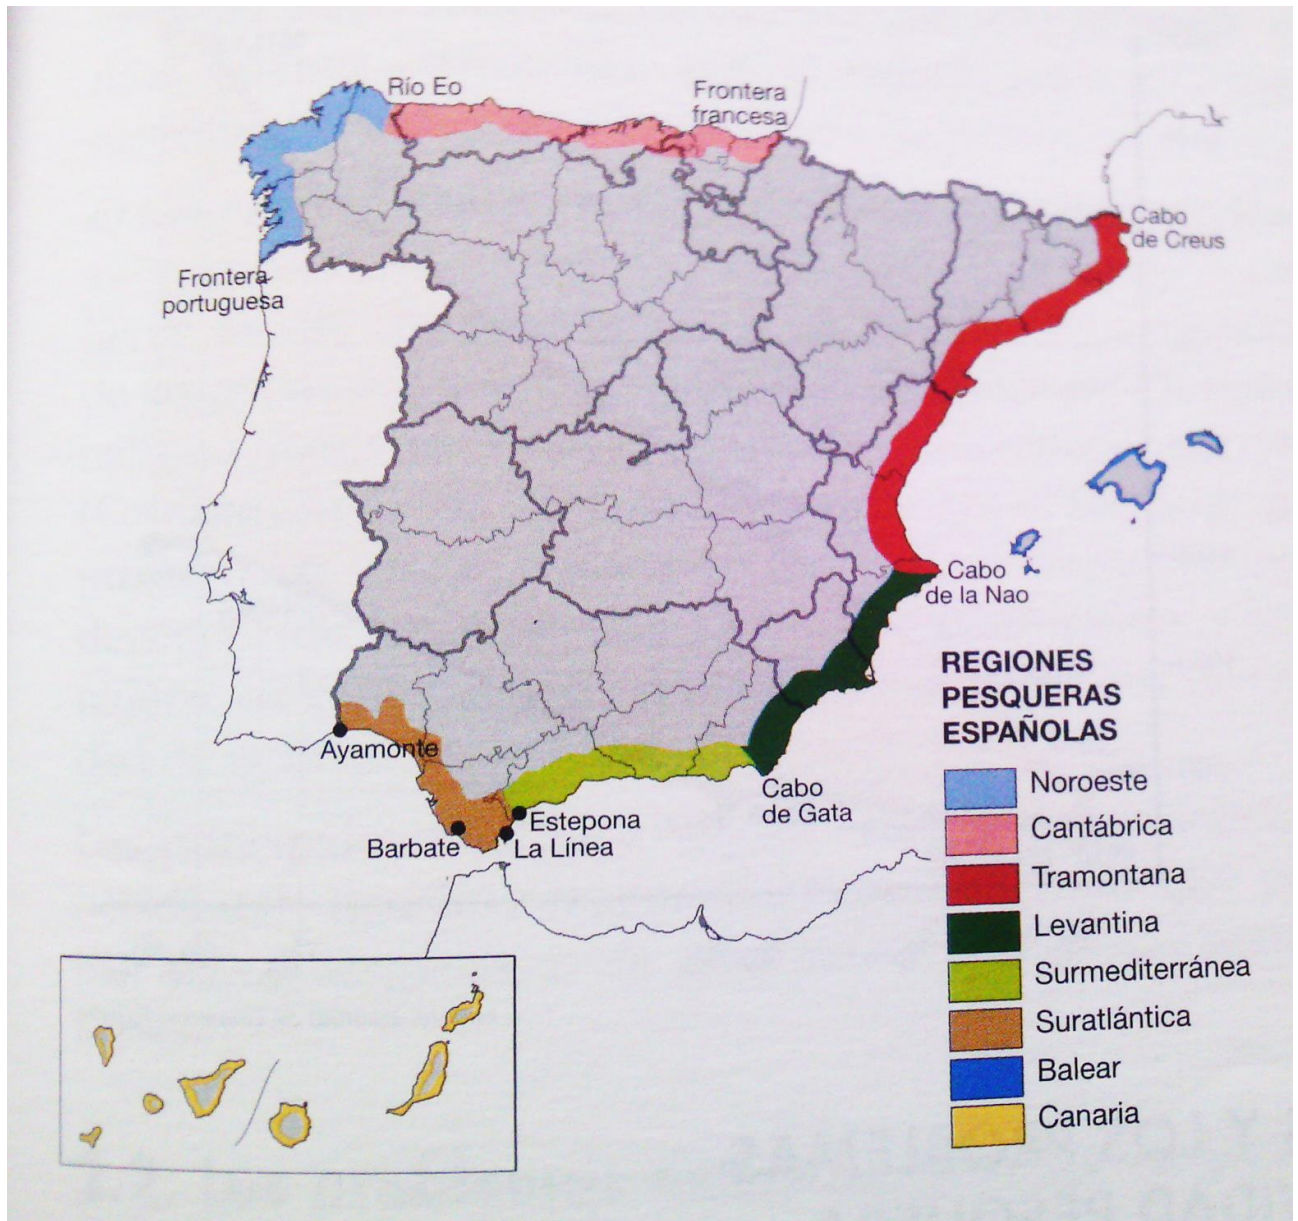 Río Eo
Frontera
francesa
Cabo
de Creus
Frontera
portuguesa
Cabo
de la Nao
Ayamonte
Cabo
de Gata
Estepona
Barbate
La Línea
REGIONES
PESQUERAS
ESPAÑOLAS
Noroeste
Cantábrica
Tramontana
Levantina
Surmediterránea
Suratlántica
Balear
Canaria